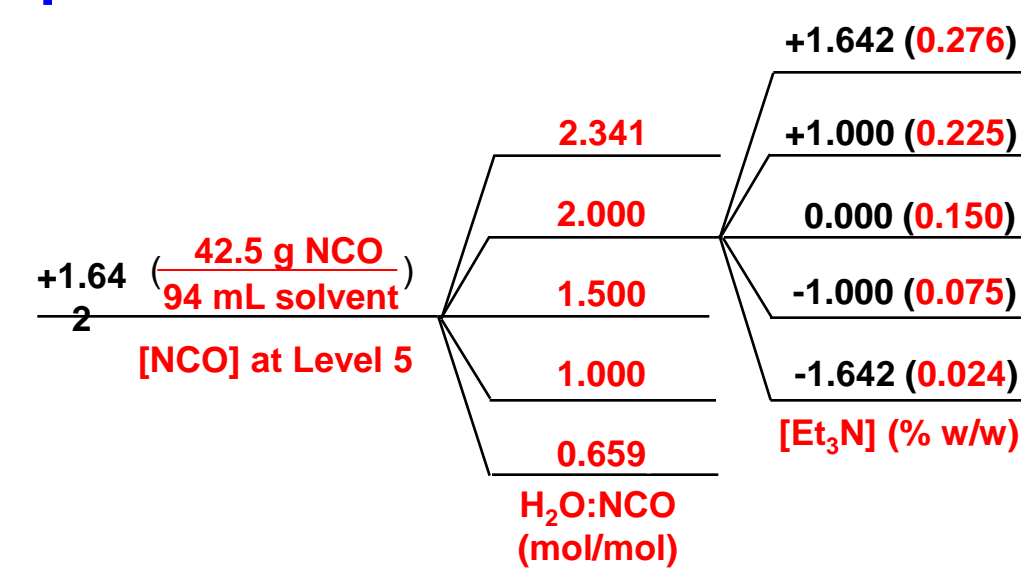 +1.642 (0.276)
+1.000 (0.225)
0.000 (0.150)
-1.000 (0.075)
-1.642 (0.024)
[Et₃N] (% w/w)
2.341
2.000
1.500
1.000
0.659
H₂O:NCO
(mol/mol)
+1.64
2
(42.5 g NCO
94 mL solvent)
[NCO] at Level 5